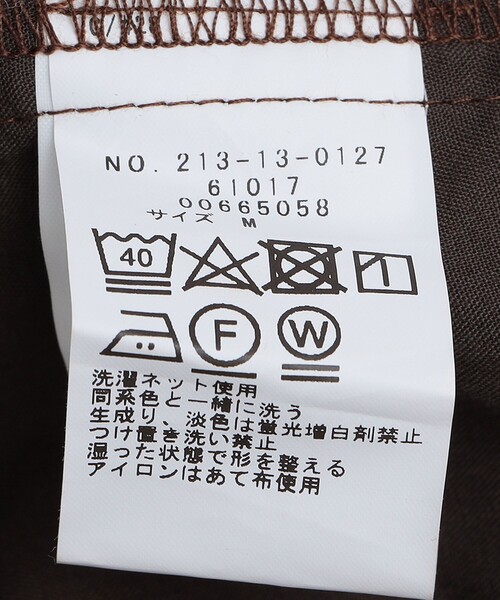 NO. 213-13-0127
61017
00665058
サイズ M
40
F W
洗濯ネット使用
同系色と一緒に洗う
生成り、淡色は蛍光増白剤禁止
つけ置き洗い禁止
湿った状態で形を整える
アイロンはあて布使用